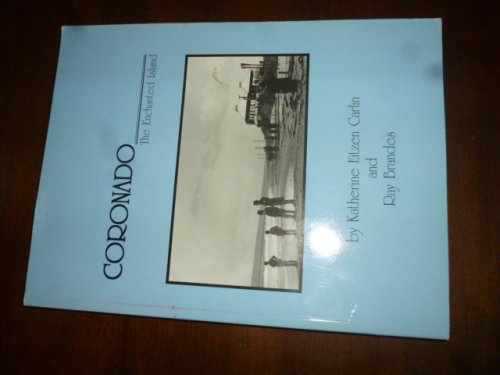 CORONADO
The Enchanted Island
by Katherine Eitzen Carlin
and
Ray Brandes